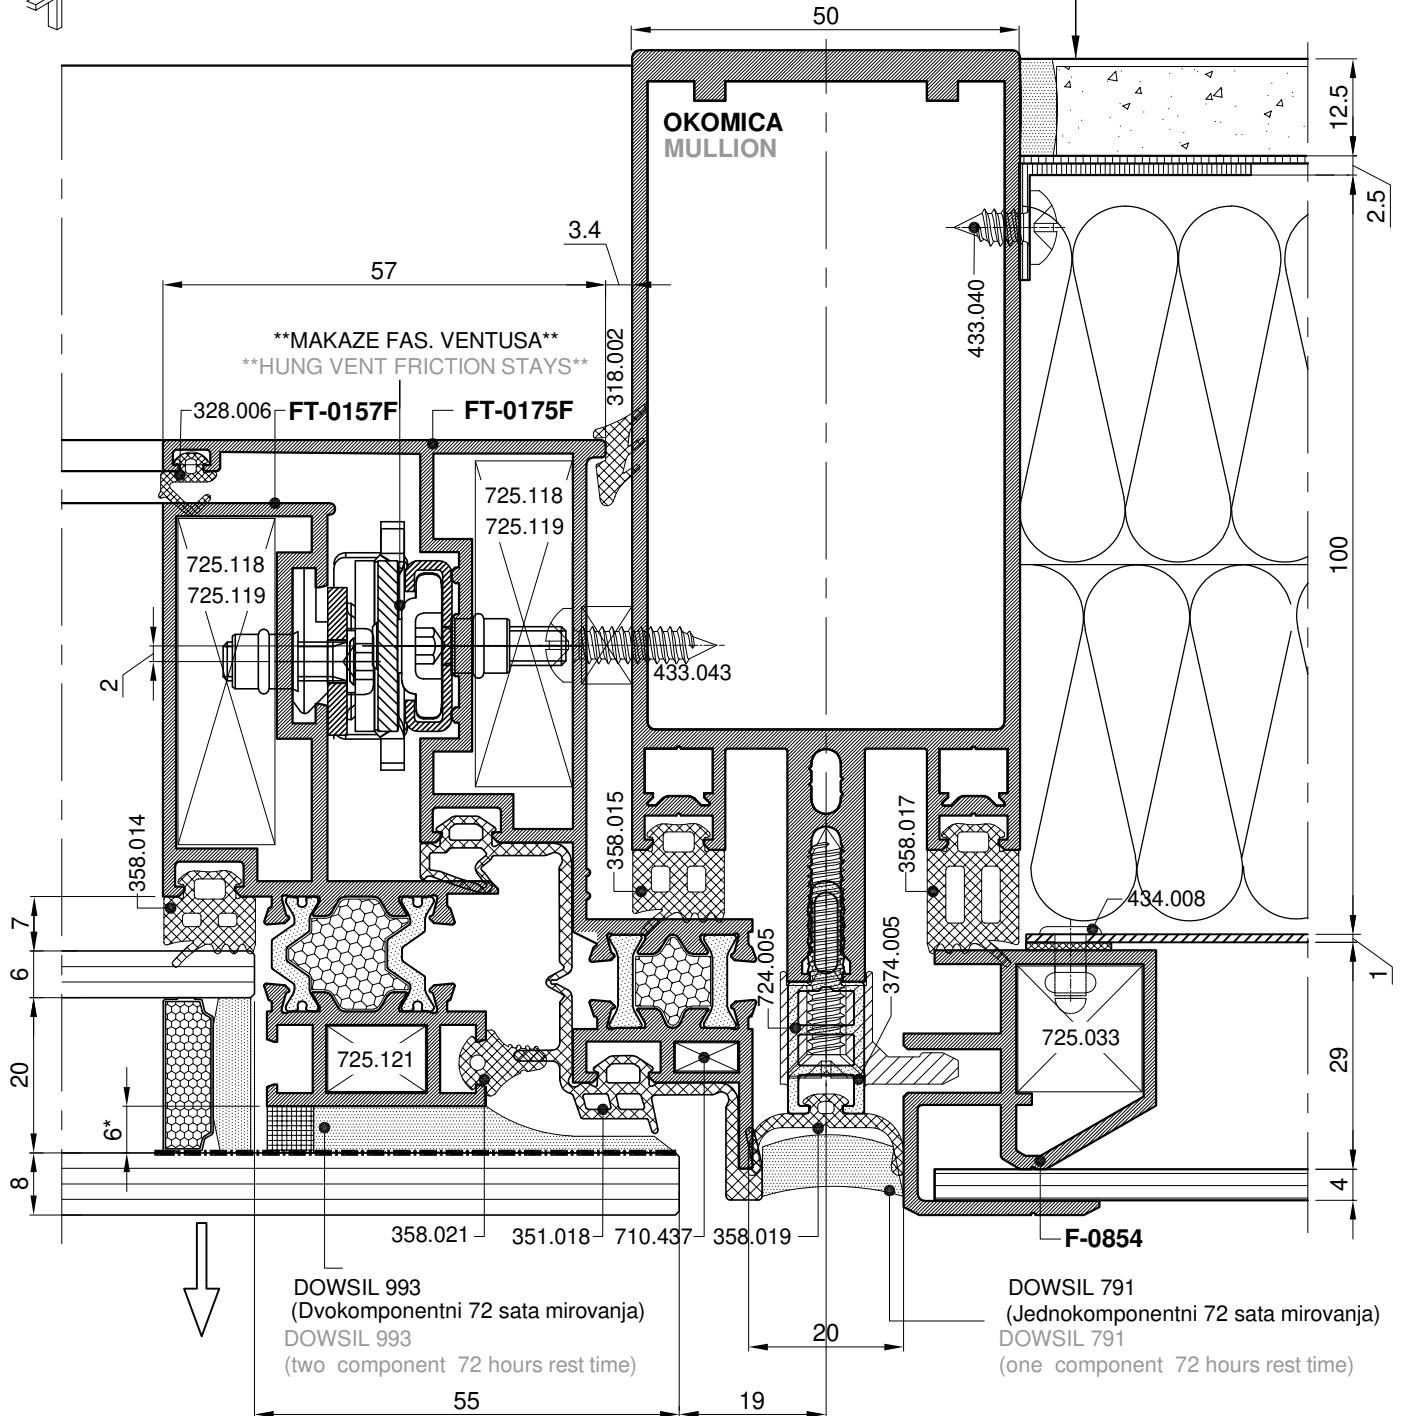 50
12.5
2.5
OKOMICA
MULLION
3.4
57
433.040
318.002
**MAKAZE FAS. VENTUSA**
**HUNG VENT FRICTION STAYS**
328.006
FT-0157F
FT-0175F
725.118
725.119
725.118
725.119
100
2
433.043
358.014
358.015
358.017
434.008
7
724.005
374.005
6
1
725.121
725.033
20
29
6*
8
4
358.021
351.018
710.437
358.019
F-0854
DOWSIL 993
(Dvokomponentni 72 sata mirovanja)
DOWSIL 993
(two component 72 hours rest time)
DOWSIL 791
(Jednokomponentni 72 sata mirovanja)
DOWSIL 791
(one component 72 hours rest time)
20
55
19